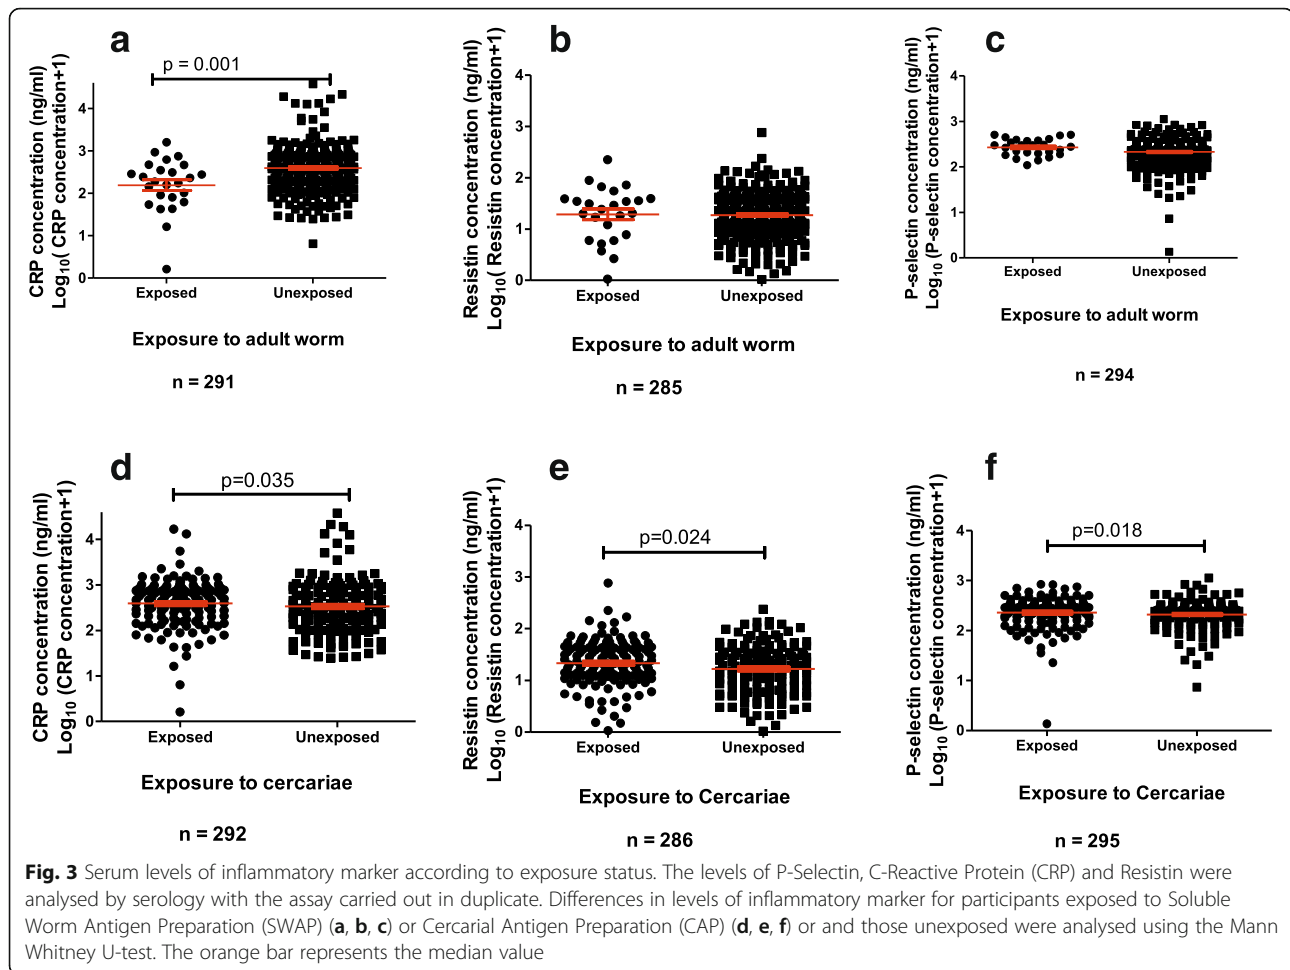 a
p = 0.001
CRP concentration (ng/ml)
Log10( CRP concentration+1)
4
3
2
1
0
Exposed Unexposed
Exposure to adult worm
n = 291
b
Resistin concentration (ng/ml)
Log10( Resistin concentration+1)
4
3
2
1
0
Exposed Unexposed
Exposure to adult worm
n = 285
c
P-selectin concentration (ng/ml)
Log10 (P-selectin concentration+1)
4
3
2
1
0
Exposed Unexposed
Exposure to adult worm
n = 294
d
p=0.035
CRP concentration (ng/ml)
Log10 (CRP concentration+1)
4
3
2
1
0
Exposed Unexposed
Exposure to cercariae
n = 292
e
p=0.024
Resistin concentration (ng/ml)
Log10 (Resistin concentration+1)
4
3
2
1
0
Exposed Unexposed
Exposure to Cercariae
n = 286
f
p=0.018
P-selectin concentration (ng/ml)
Log10 (P-selectin concentration+1)
4
3
2
1
0
Exposed Unexposed
Exposure to Cercariae
n = 295
Fig. 3 Serum levels of inflammatory marker according to exposure status. The levels of P-Selectin, C-Reactive Protein (CRP) and Resistin were
analysed by serology with the assay carried out in duplicate. Differences in levels of inflammatory marker for participants exposed to Soluble
Worm Antigen Preparation (SWAP) (a, b, c) or Cercarial Antigen Preparation (CAP) (d, e, f) or and those unexposed were analysed using the Mann
Whitney U-test. The orange bar represents the median value